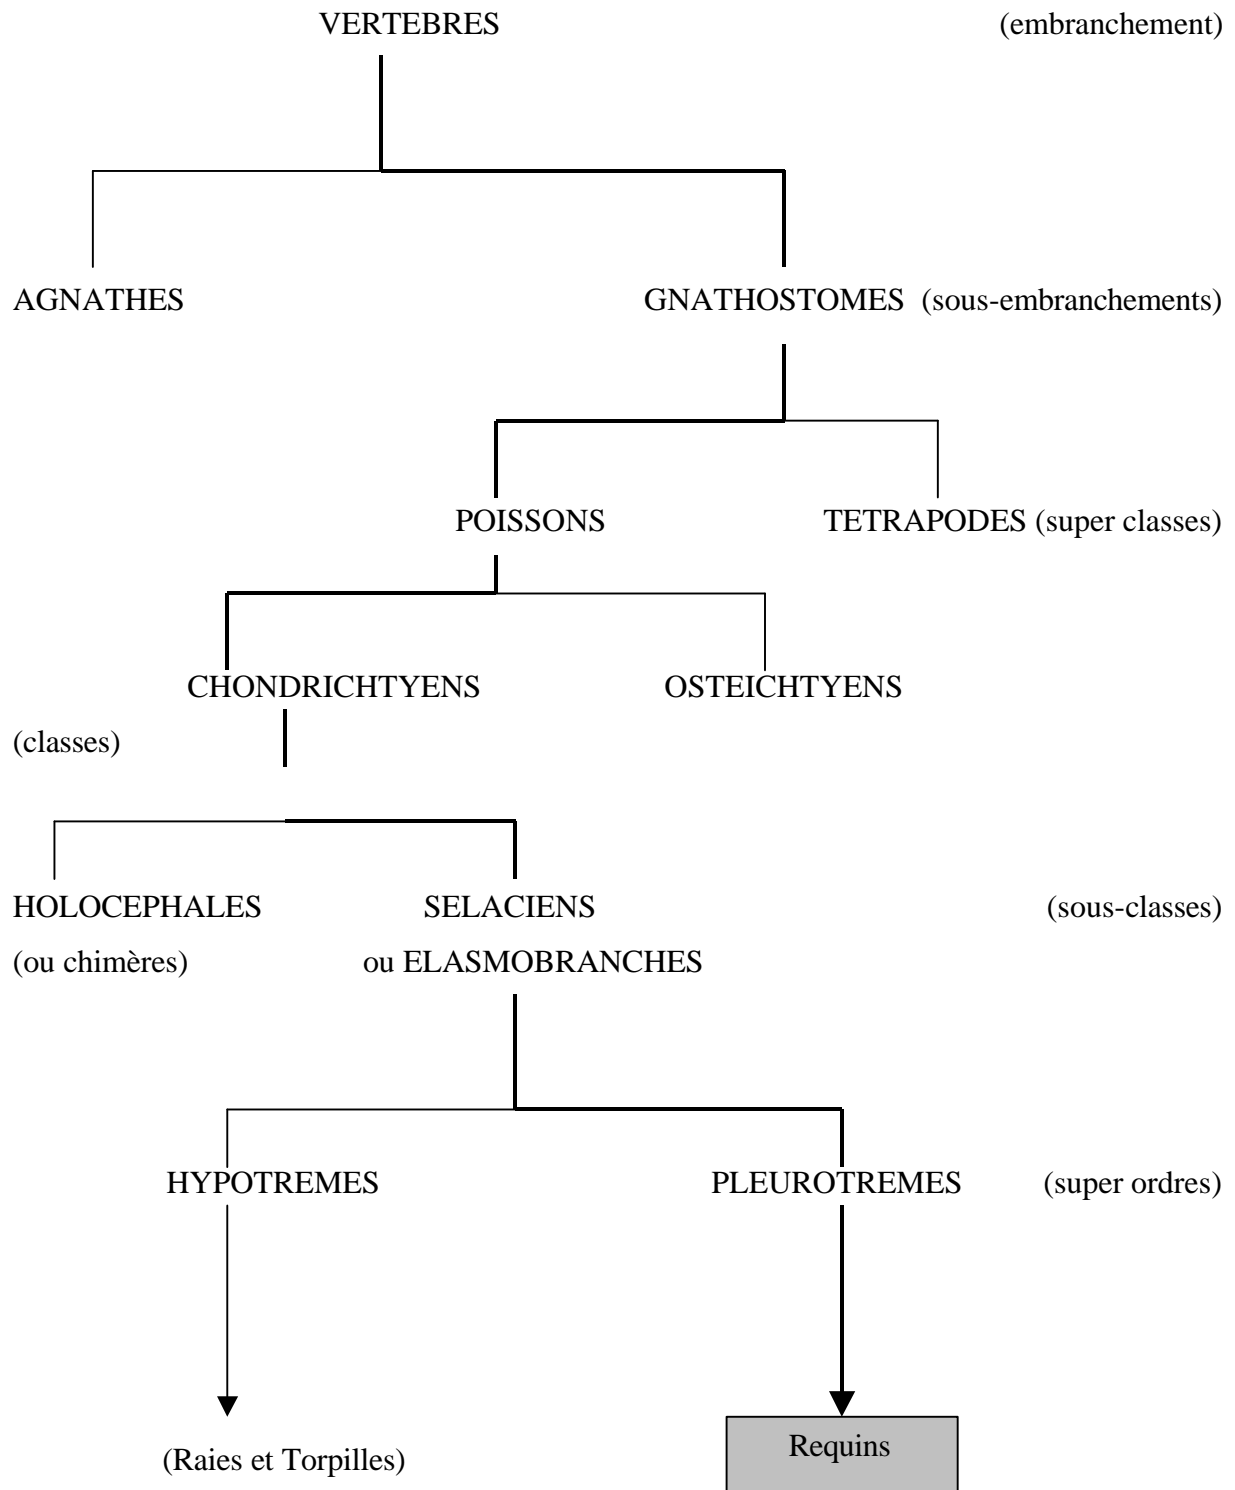 VERTEBRES (embranchement)
AGNATHES GNATHOSTOMES (sous-embranchements)
POISSONS TETRAPODES (super classes)
CHONDRICHTYENS OSTEICHTYENS
(classes)
HOLOCEPHALES SELACIENS (sous-classes)
(ou chimères) ou ELASMOBRANCHES
HYPOTREMES PLEUROTREMES (super ordres)
Requins
(Raies et Torpilles)